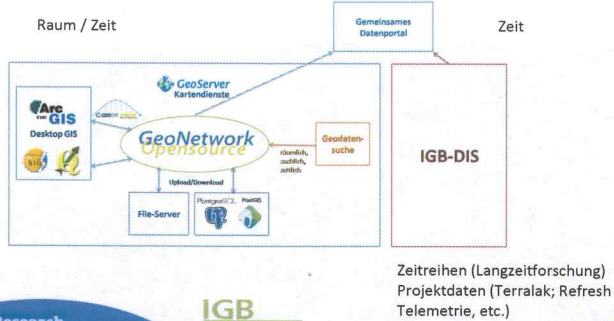 Raum / Zeit
Gemeinsames
Datenportal
Zeit
GeoServer
Kartendienste
Arc
GIS
Desktop GIS
GeoNetwork
Opensource
räumlich,
sachlich,
zeitlich
Geodaten-
suche
IGB-DIS
Upload/Download
File-Server
PostgreSQL
PostGIS
Zeitreihen (Langzeitforschung)
Projektdaten (Terralak; Refresh
Telemetrie, etc.)
IGB
Research